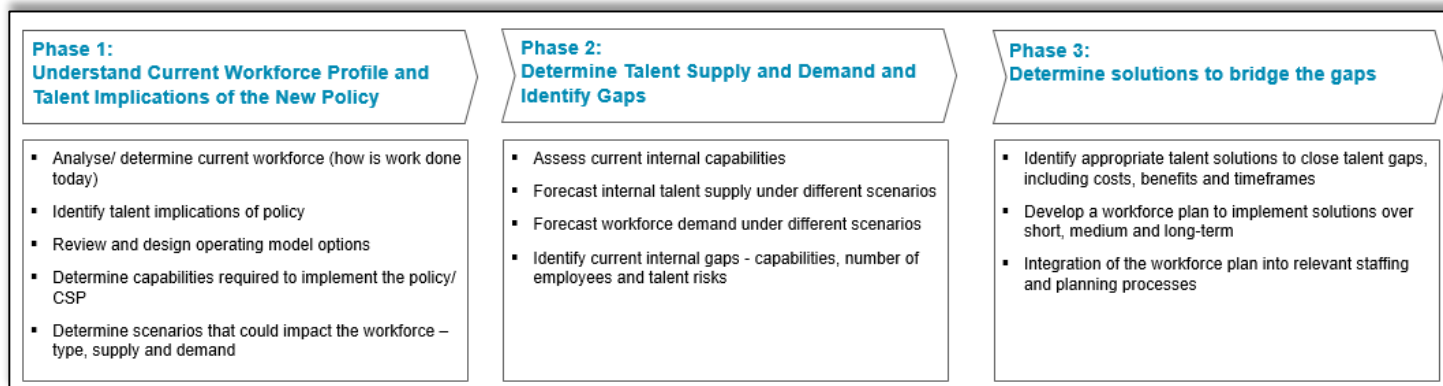 Phase 1:
Understand Current Workforce Profile and
Talent Implications of the New Policy
▪ Analyse/ determine current workforce (how is work done
today)
▪ Identify talent implications of policy
▪ Review and design operating model options
▪ Determine capabilities required to implement the policy/
CSP
▪ Determine scenarios that could impact the workforce –
type, supply and demand
Phase 2:
Determine Talent Supply and Demand and
Identify Gaps
▪ Assess current internal capabilities
▪ Forecast internal talent supply under different scenarios
▪ Forecast workforce demand under different scenarios
▪ Identify current internal gaps - capabilities, number of
employees and talent risks
Phase 3:
Determine solutions to bridge the gaps
▪ Identify appropriate talent solutions to close talent gaps,
including costs, benefits and timeframes
▪ Develop a workforce plan to implement solutions over
short, medium and long-term
▪ Integration of the workforce plan into relevant staffing
and planning processes